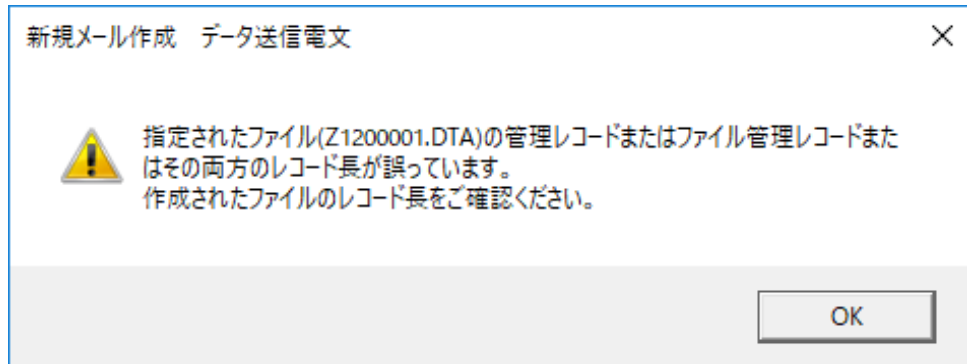 新規メール作成　データ送信電文
指定されたファイル(Z1200001.DTA)の管理レコードまたはファイル管理レコードまた
はその両方のレコード長が誤っています。
作成されたファイルのレコード長をご確認ください。
OK